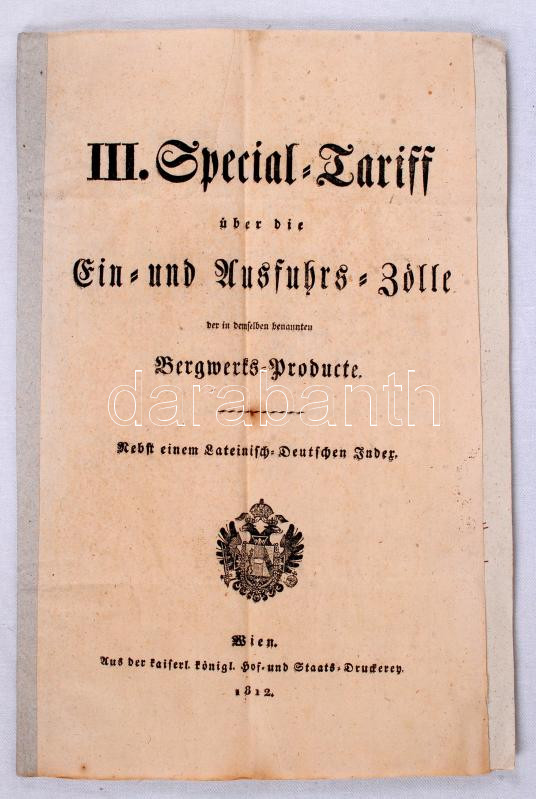 III. Special-Tariff
über die
Ein- und Ausfuhrs-Zölle
der in demselben benannten
Bergwerks-Producte.
darabanth
Nebst einem Lateinisch-Deutschen Index.
Wien.
Aus der kaiserl. königl. Hof- und Staats-Druckerey.
1812.